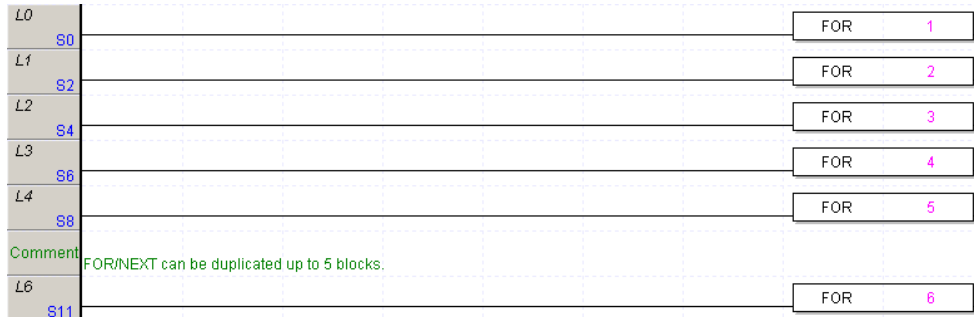 L0
S0 FOR 1
L1
S2 FOR 2
L2
S4 FOR 3
L3
S6 FOR 4
L4
S8 FOR 5
Comment FOR/NEXT can be duplicated up to 5 blocks.
L6
S11 FOR 6